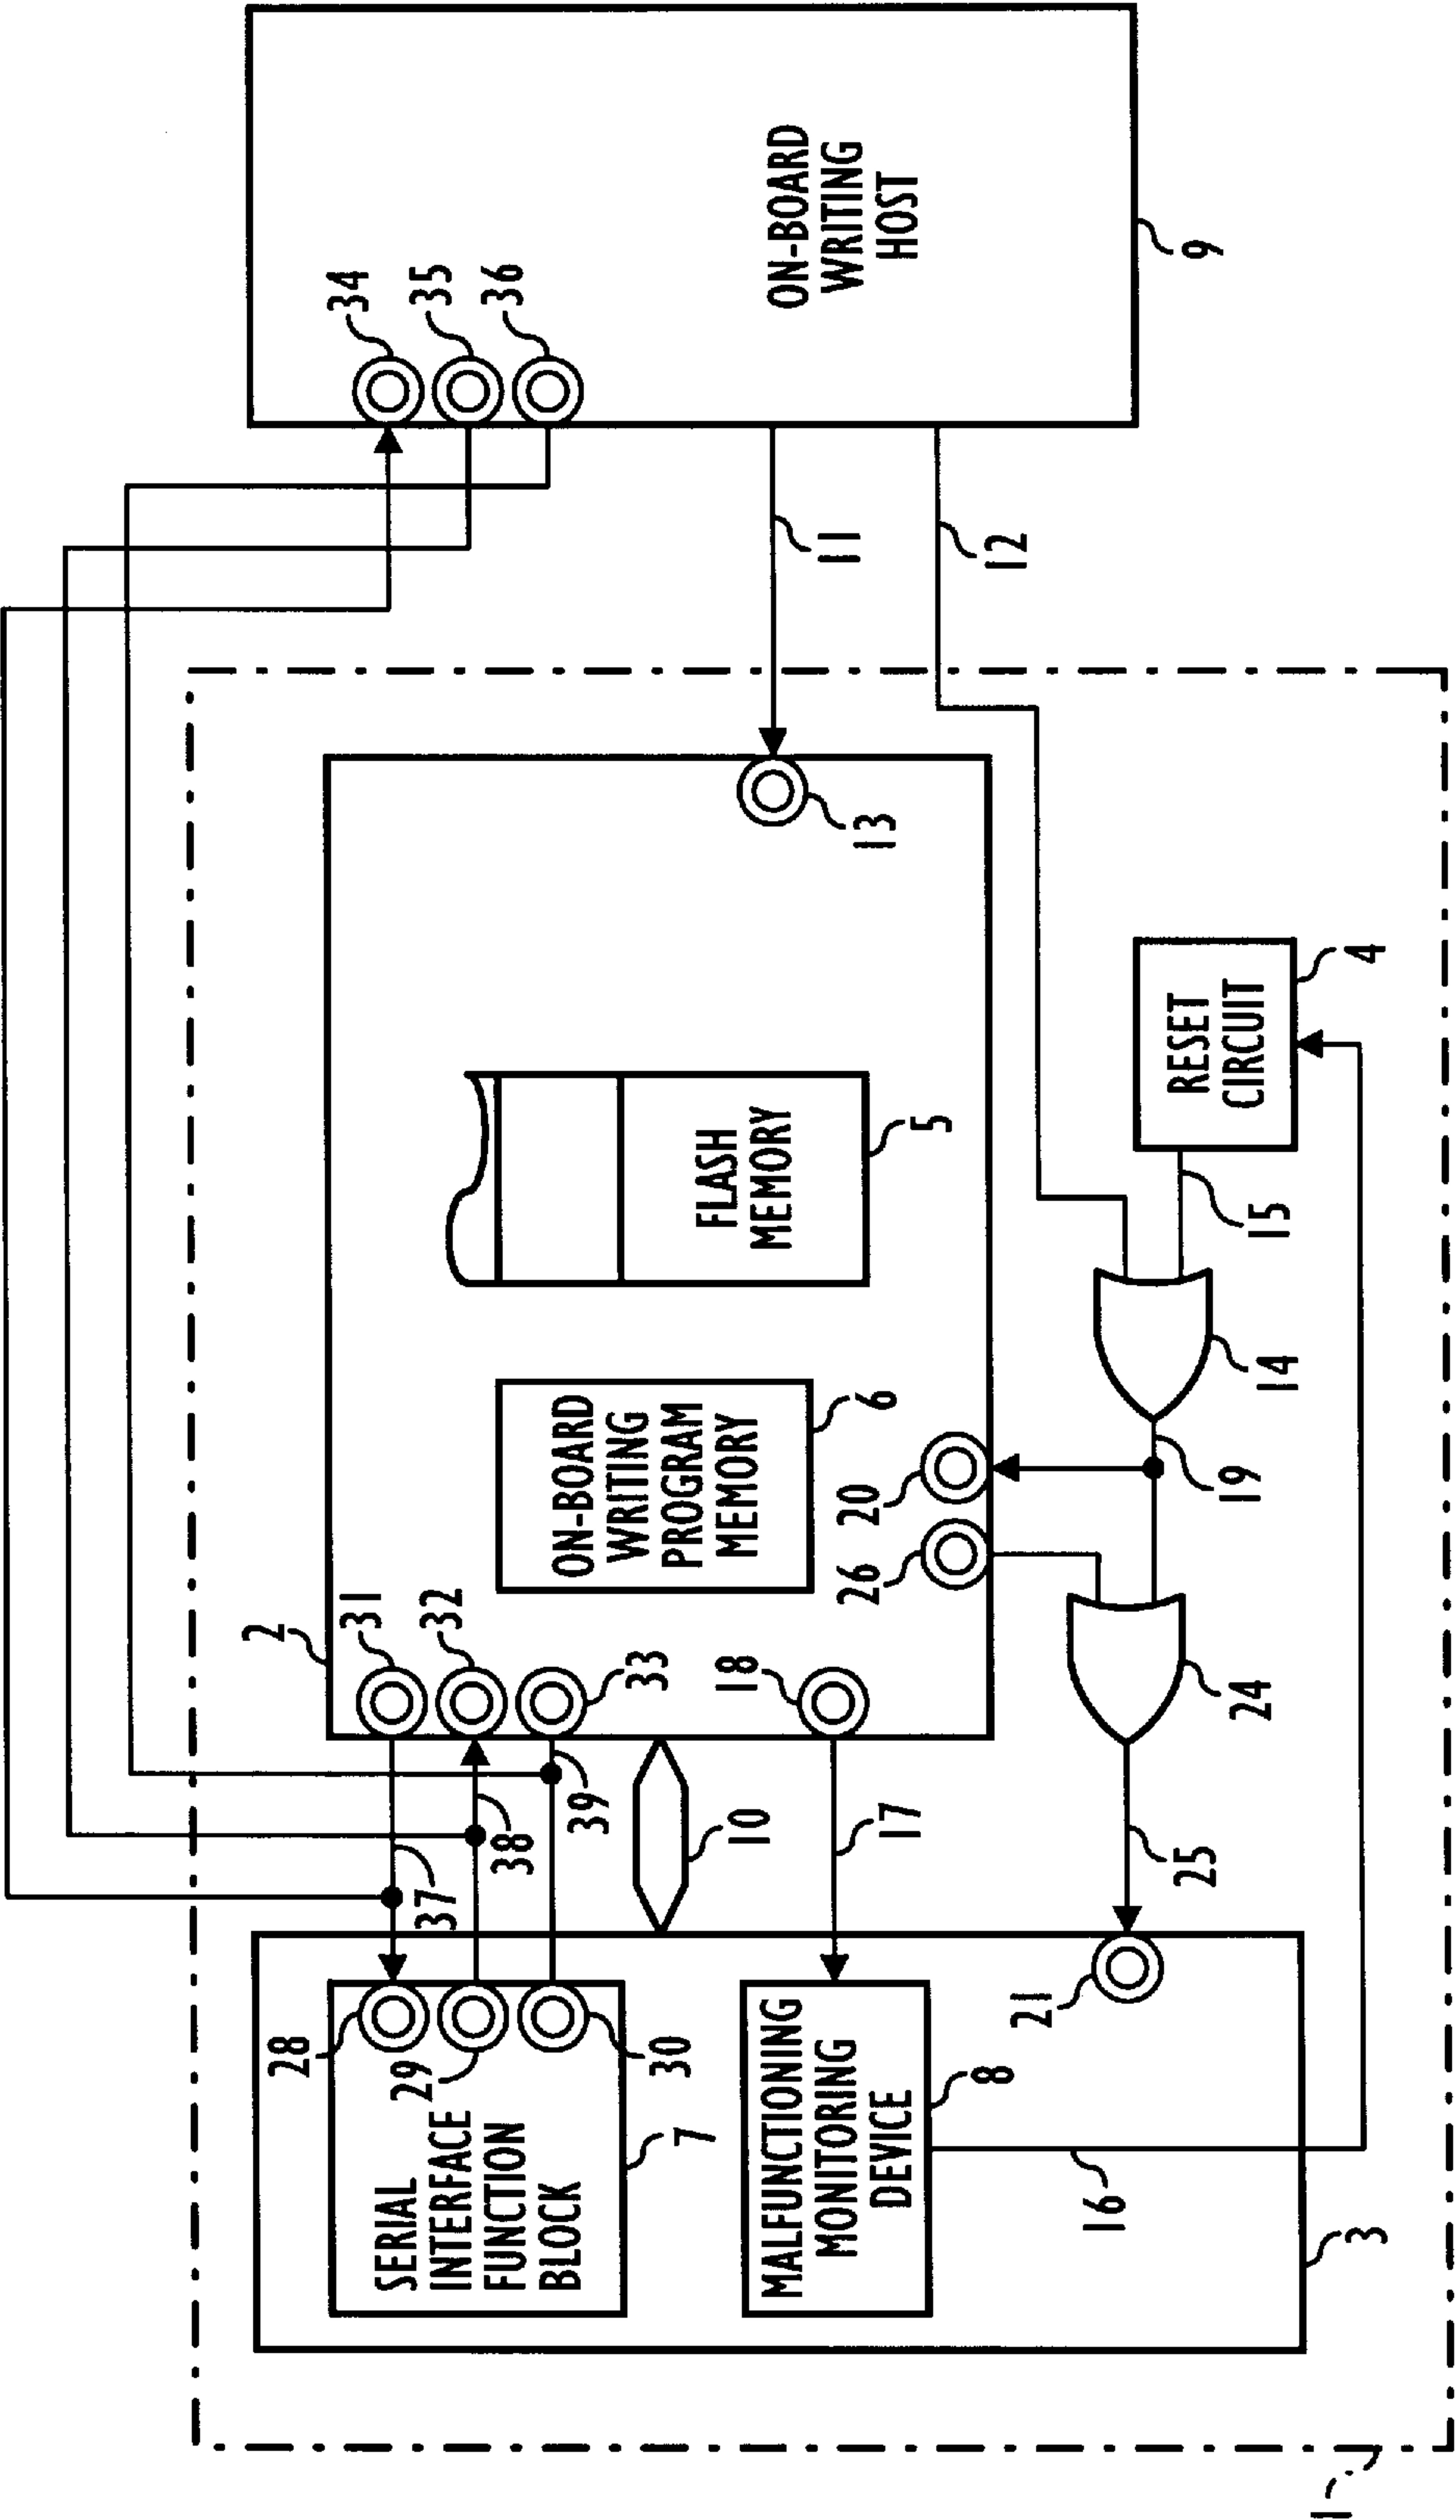 34
35
36
ON-BOARD
WRITING
HOST
9
11
12
13
RESET
CIRCUIT
4
15
FLASH
MEMORY
5
14
19
ON-BOARD
WRITING
PROGRAM
MEMORY
6
20
26
24
2
31
32
33
18
37
38
39
10
17
25
28
29
30
SERIAL
INTERFACE
FUNCTION
BLOCK
7
MALFUNCTIONING
MONITORING
DEVICE
8
21
16
3
1